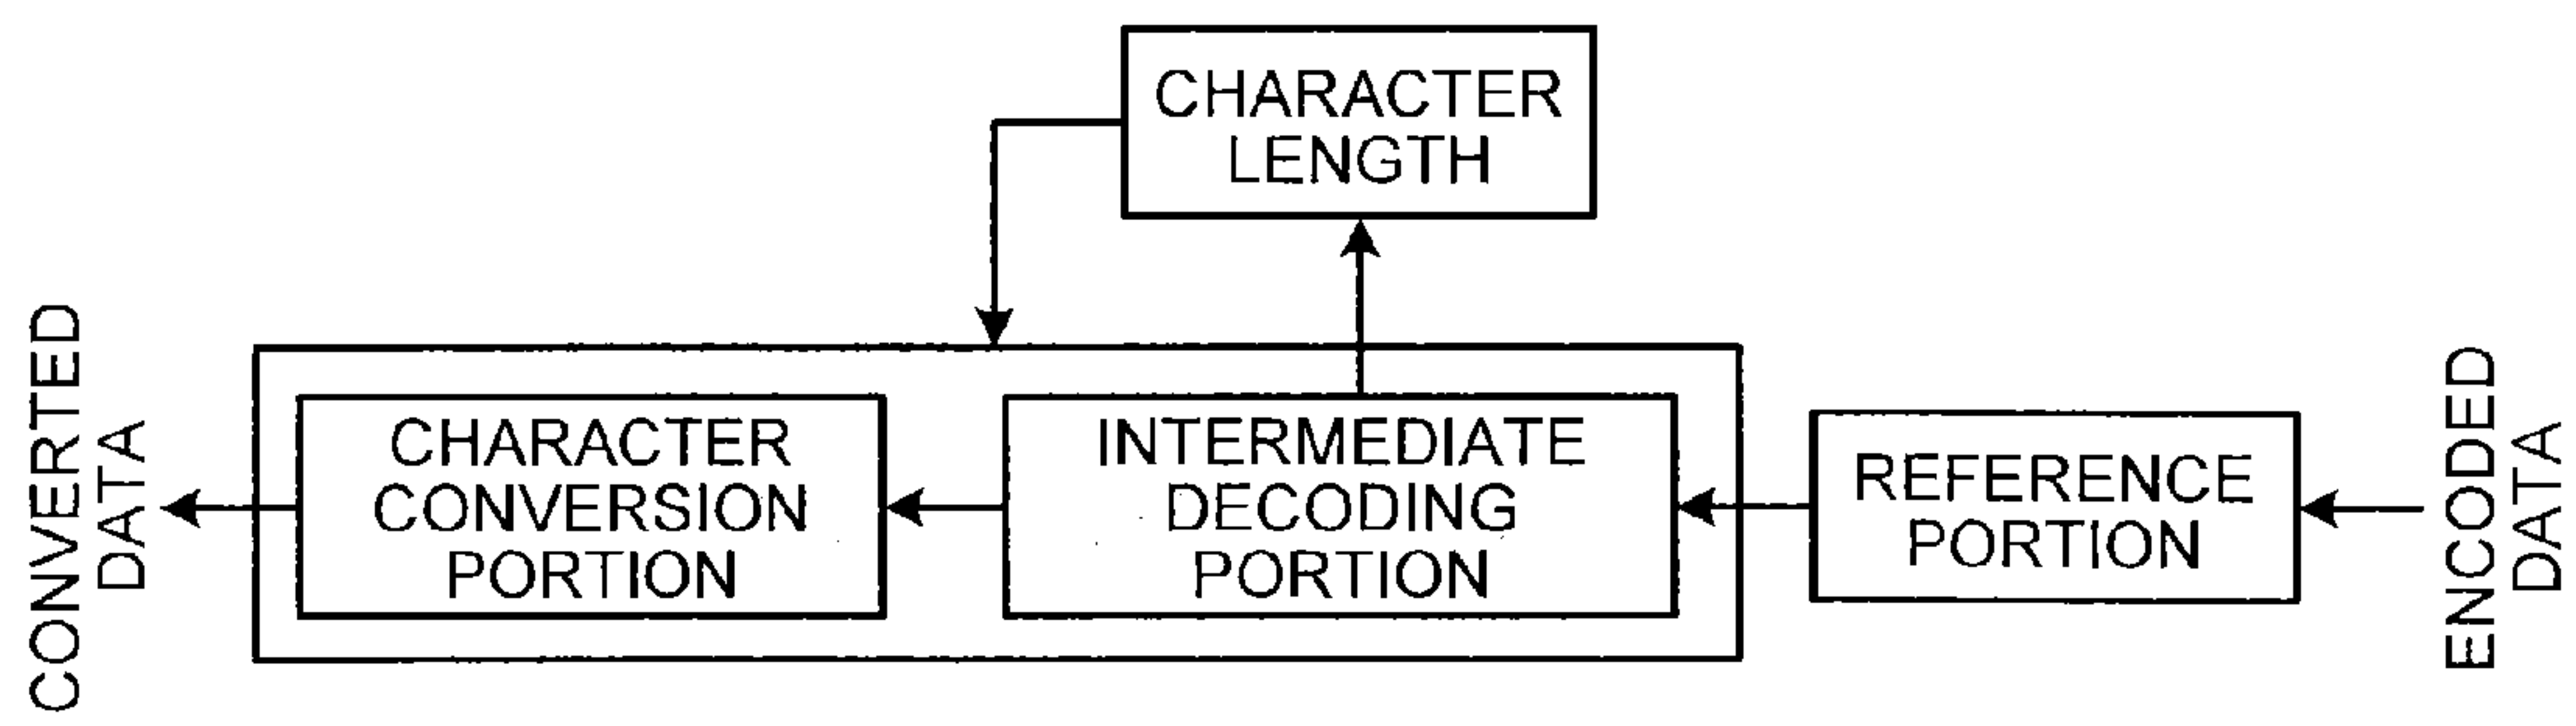 CHARACTER
LENGTH
CONVERTED
DATA
CHARACTER
CONVERSION
PORTION
INTERMEDIATE
DECODING
PORTION
REFERENCE
PORTION
ENCODED
DATA